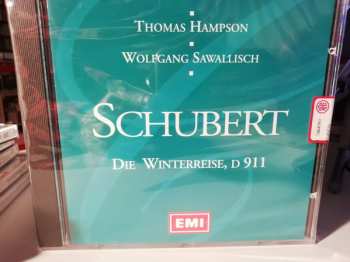 THOMAS HAMPSON
WOLFGANG SAWALLISCH
SCHUBERT
DIE WINTERREISE, D 911
EMI